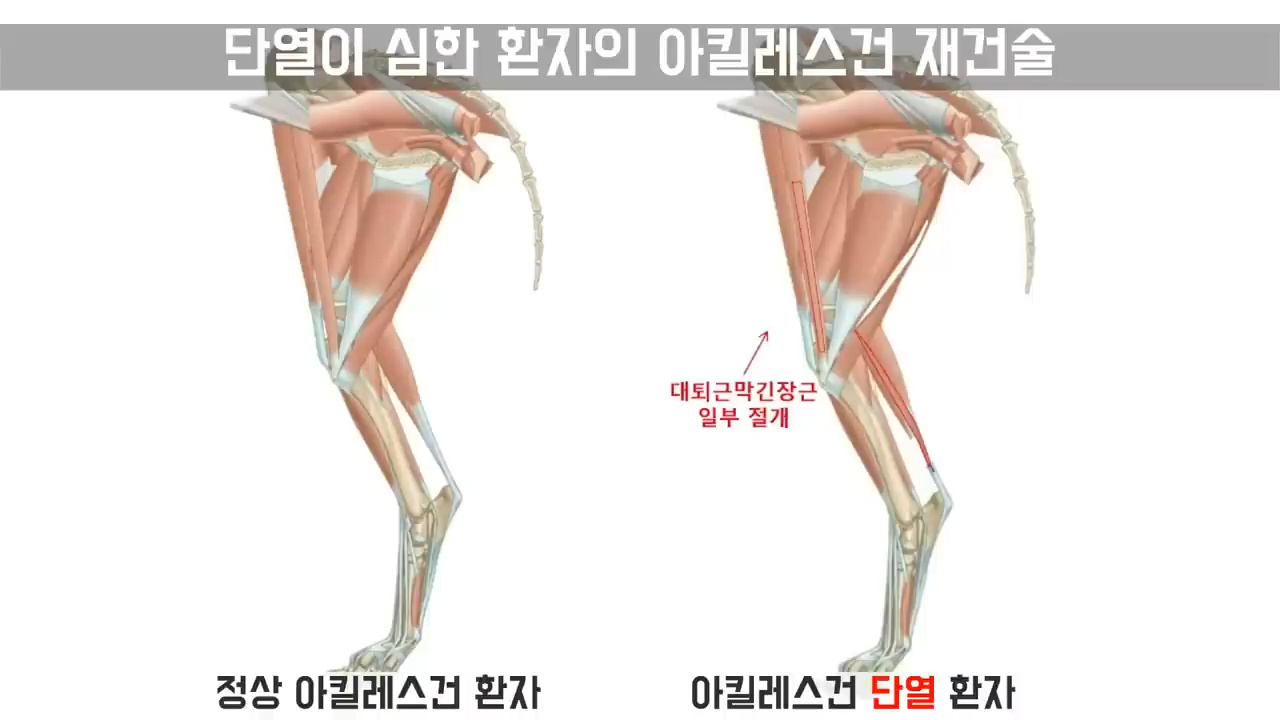 단열이 심한 환자의 아킬레스건 재건술
대퇴근막긴장근
일부 절개
정상 아킬레스건 환자
아킬레스건 단열 환자